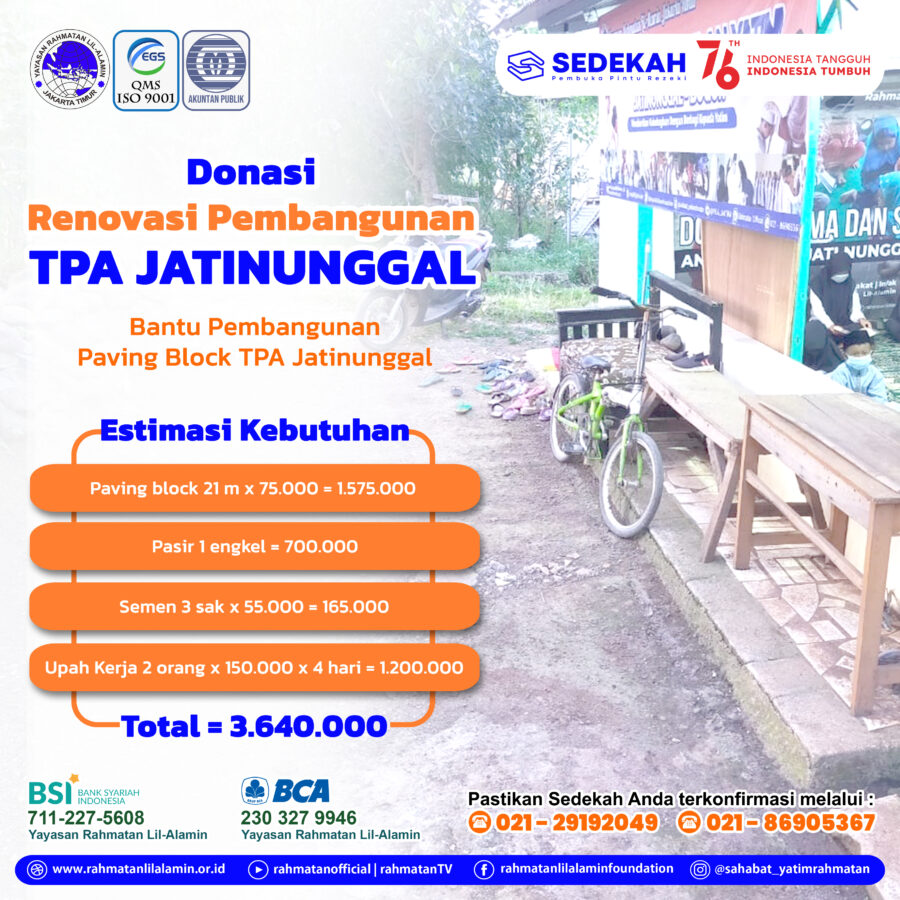 YAYASAN RAHMATAN LIL-ALAMIN
JAKARTA TIMUR
EGS
QMS
ISO 9001
AKUNTAN PUBLIK
SEDEKAH
Pembuka Pintu Rezeki
76TH
INDONESIA TANGGUH
INDONESIA TUMBUH
Donasi
Renovasi Pembangunan
TPA JATINUNGGAL
Bantu Pembangunan
Paving Block TPA Jatinunggal
Estimasi Kebutuhan
Paving block 21 m x 75.000 = 1.575.000
Pasir 1 engkel = 700.000
Semen 3 sak x 55.000 = 165.000
Upah Kerja 2 orang x 150.000 x 4 hari = 1.200.000
Total = 3.640.000
BSI BANK SYARIAH INDONESIA
711-227-5608
Yayasan Rahmatan Lil-Alamin
BCA
230 327 9946
Yayasan Rahmatan Lil-Alamin
Pastikan Sedekah Anda terkonfirmasi melalui :
021 – 29192049 021 – 86905367
www.rahmatanlilalamin.or.id rahmatanofficial | rahmatanTV rahmatanlilalaminfoundation @sahabat_yatimrahmatan